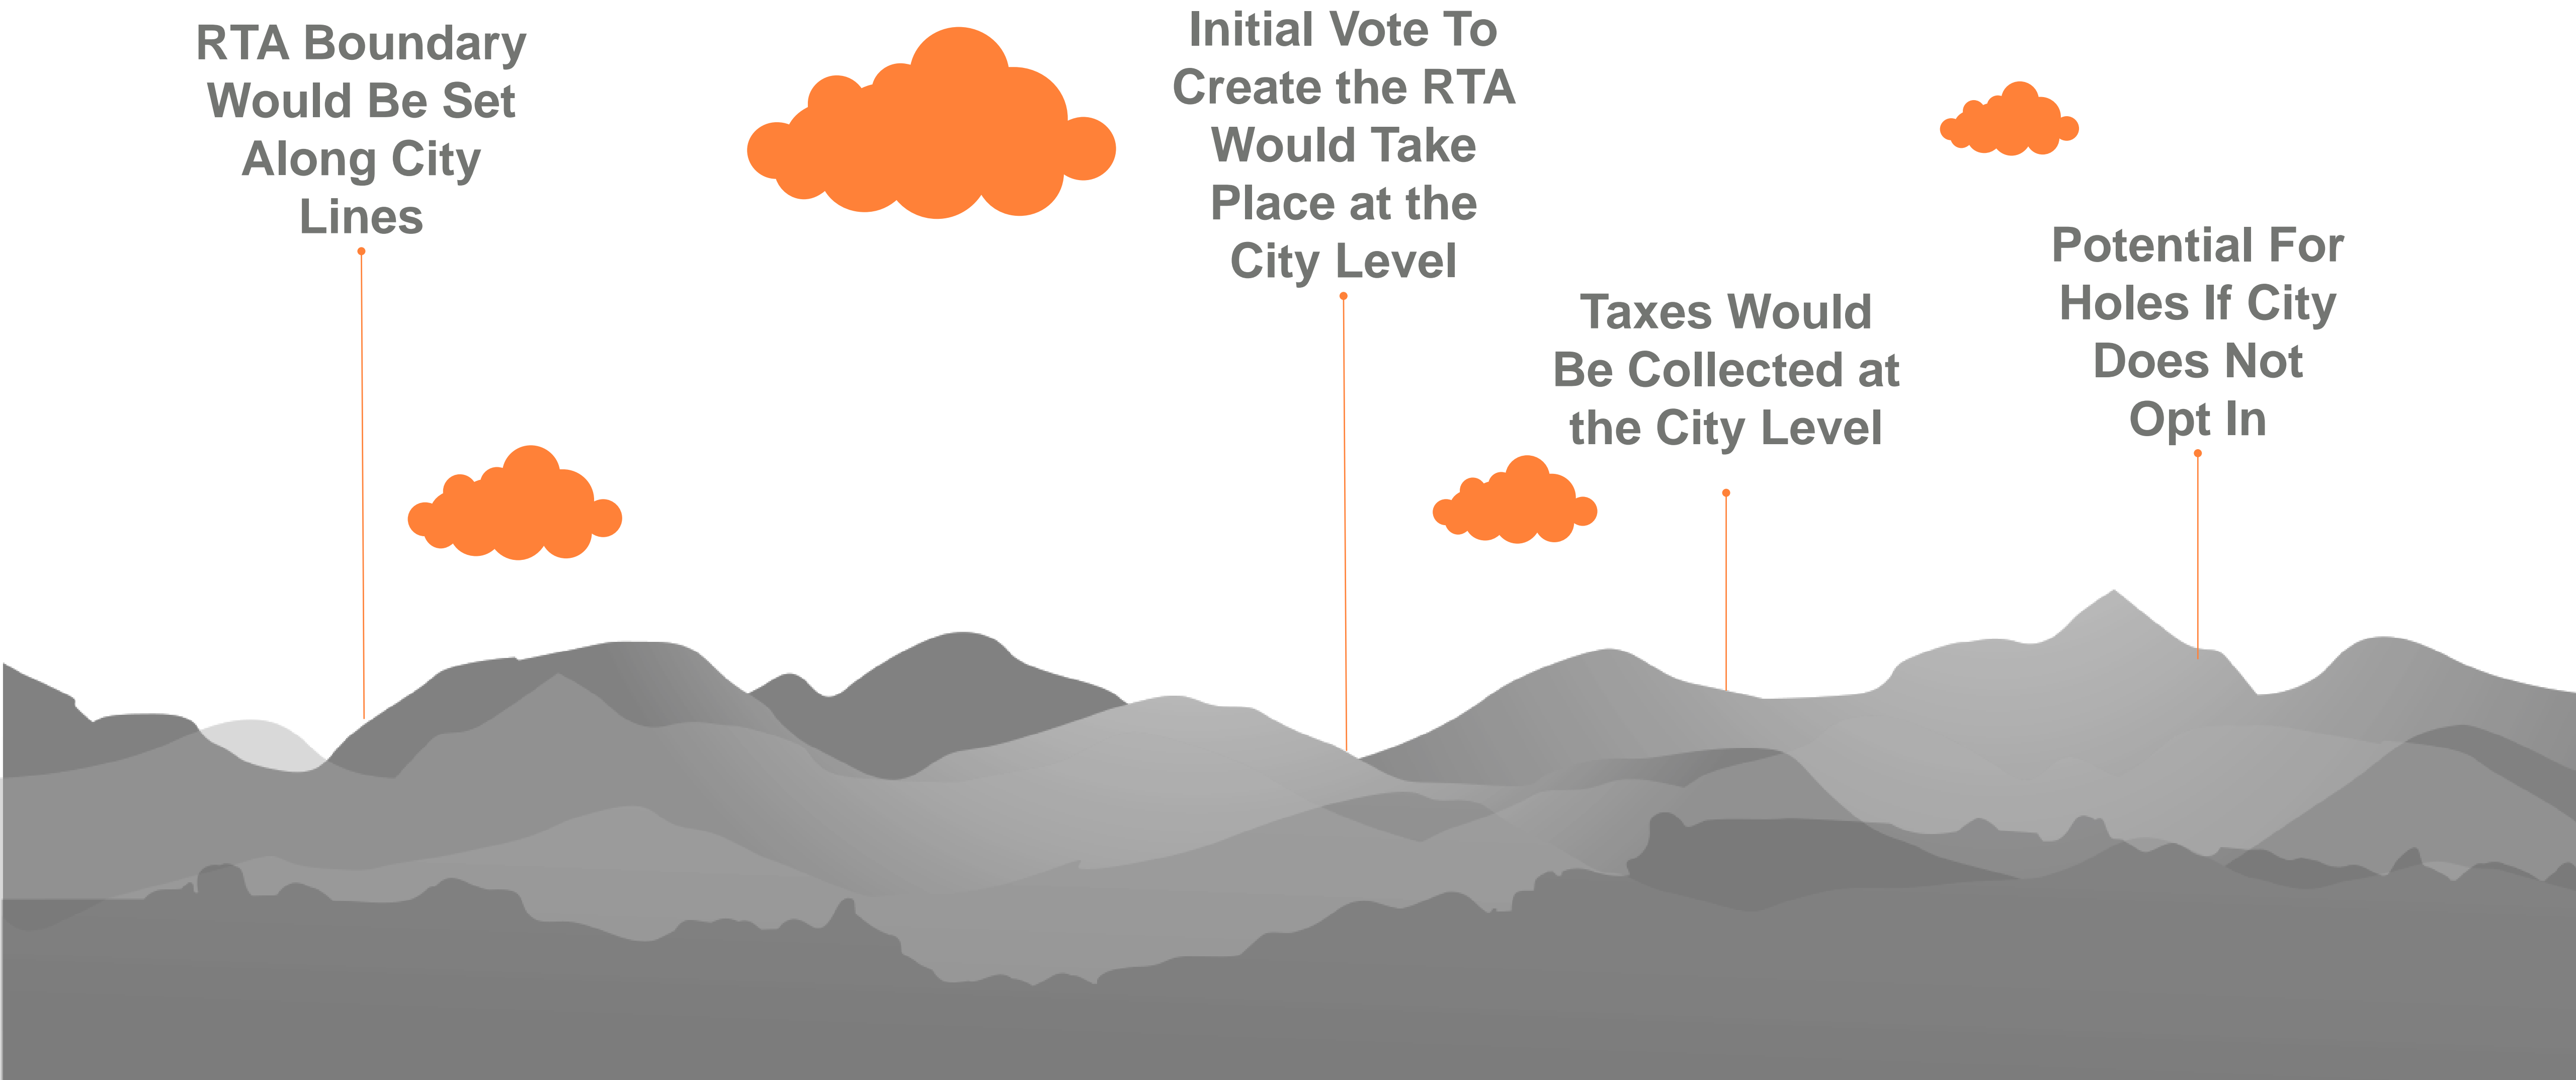 RTA Boundary
Would Be Set
Along City
Lines
Initial Vote To
Create the RTA
Would Take
Place at the
City Level
Taxes Would
Be Collected at
the City Level
Potential For
Holes If City
Does Not
Opt In